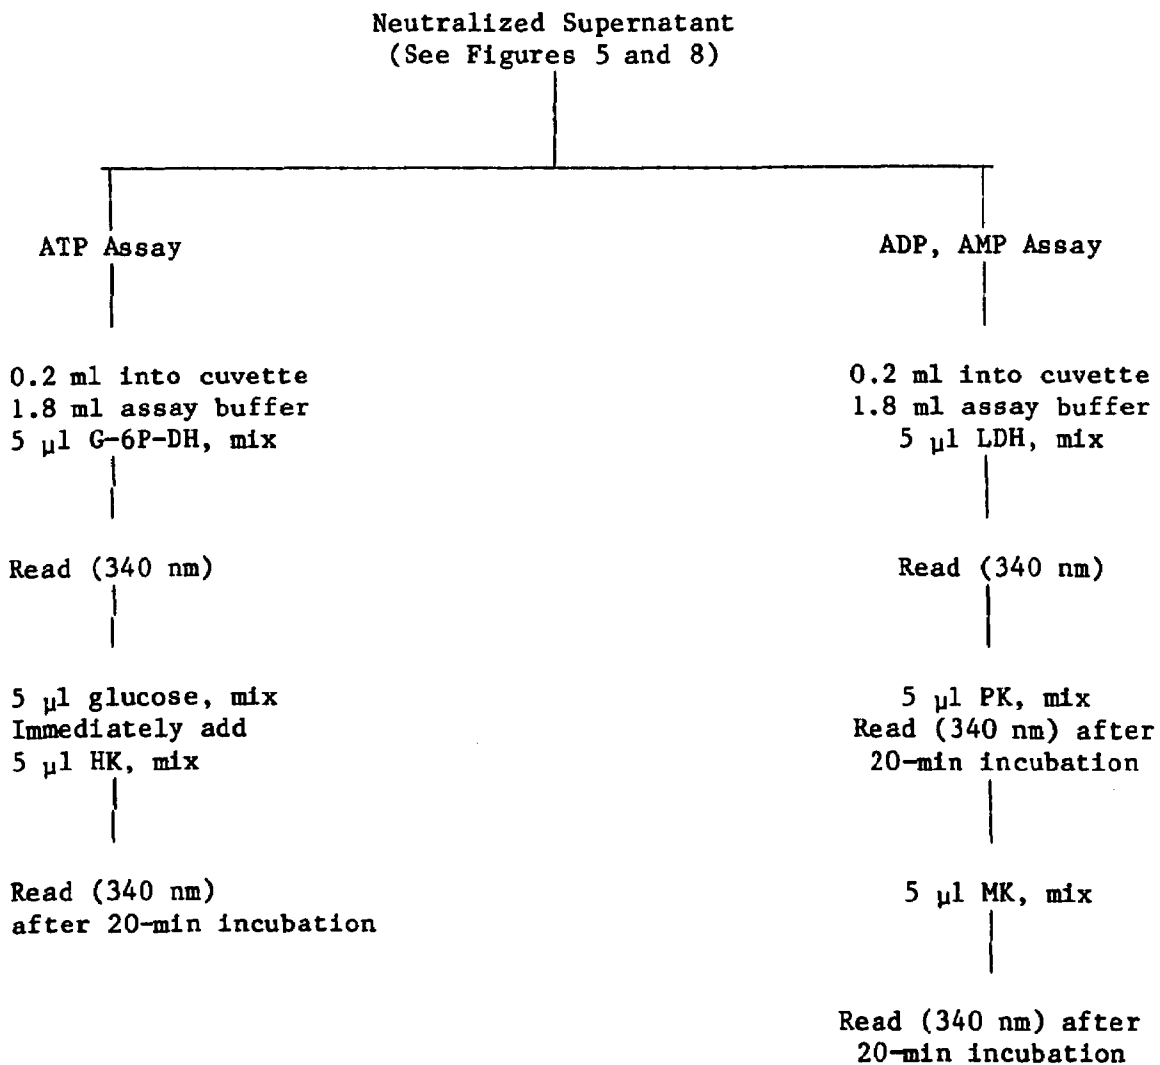 Neutralized Supernatant
(See Figures 5 and 8)
ATP Assay
0.2 ml into cuvette
1.8 ml assay buffer
5 μl G-6P-DH, mix
Read (340 nm)
5 μl glucose, mix
Immediately add
5 μl HK, mix
Read (340 nm)
after 20-min incubation
ADP, AMP Assay
0.2 ml into cuvette
1.8 ml assay buffer
5 μl LDH, mix
Read (340 nm)
5 μl PK, mix
Read (340 nm) after
20-min incubation
5 μl MK, mix
Read (340 nm) after
20-min incubation